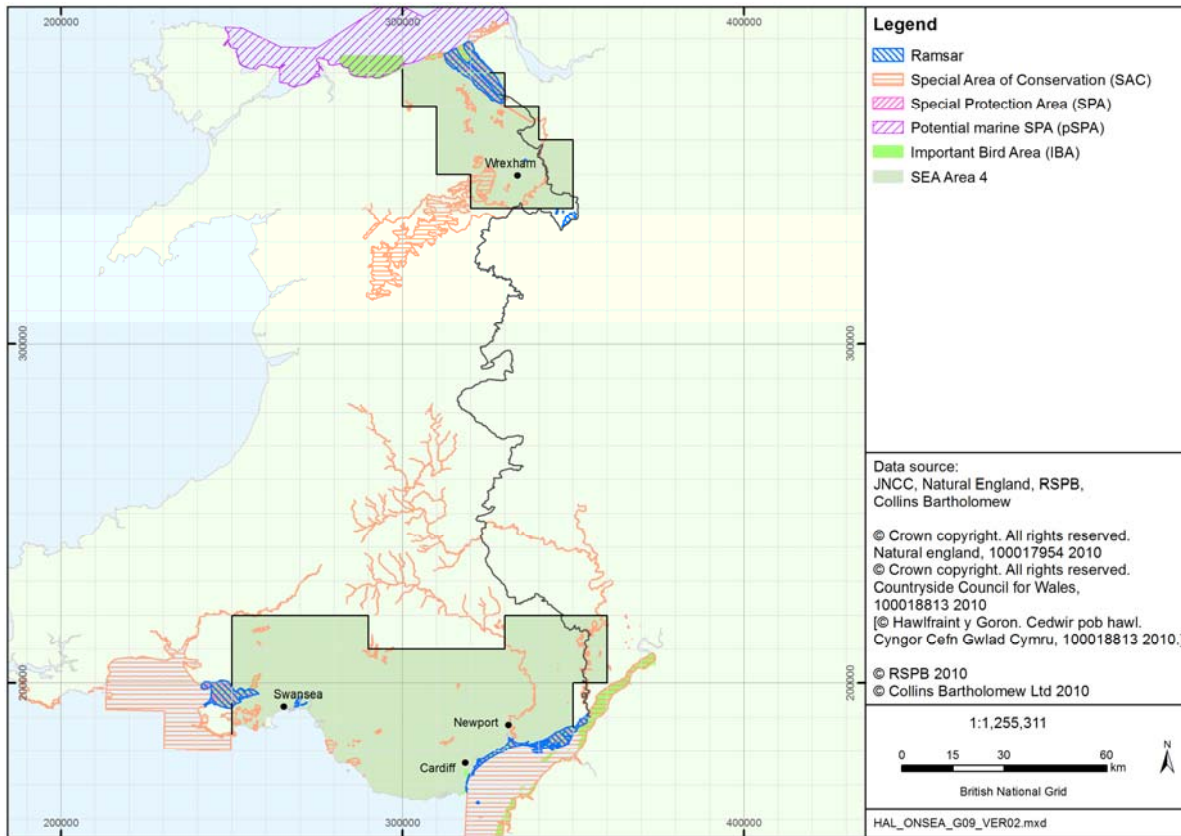 300000
400000
Wrexham
200000
300000
300000
300000
200000
200000
Swansea
Newport
Cardiff
200000
300000
400000
Legend
Ramsar
Special Area of Conservation (SAC)
Special Protection Area (SPA)
Potential marine SPA (pSPA)
Important Bird Area (IBA)
SEA Area 4
Data source:
JNCC, Natural England, RSPB,
Collins Bartholomew
© Crown copyright. All rights reserved.
Natural england, 100017954 2010
© Crown copyright. All rights reserved.
Countryside Council for Wales,
100018813 2010
[© Hawlfraint y Goron. Cedwir pob hawl.
Cyngor Cefn Gwlad Cymru, 100018813 2010.]
© RSPB 2010
© Collins Bartholomew Ltd 2010
1:1,255,311
0 15 30 60
km
N
British National Grid
HAL_ONSEA_G09_VER02.mxd